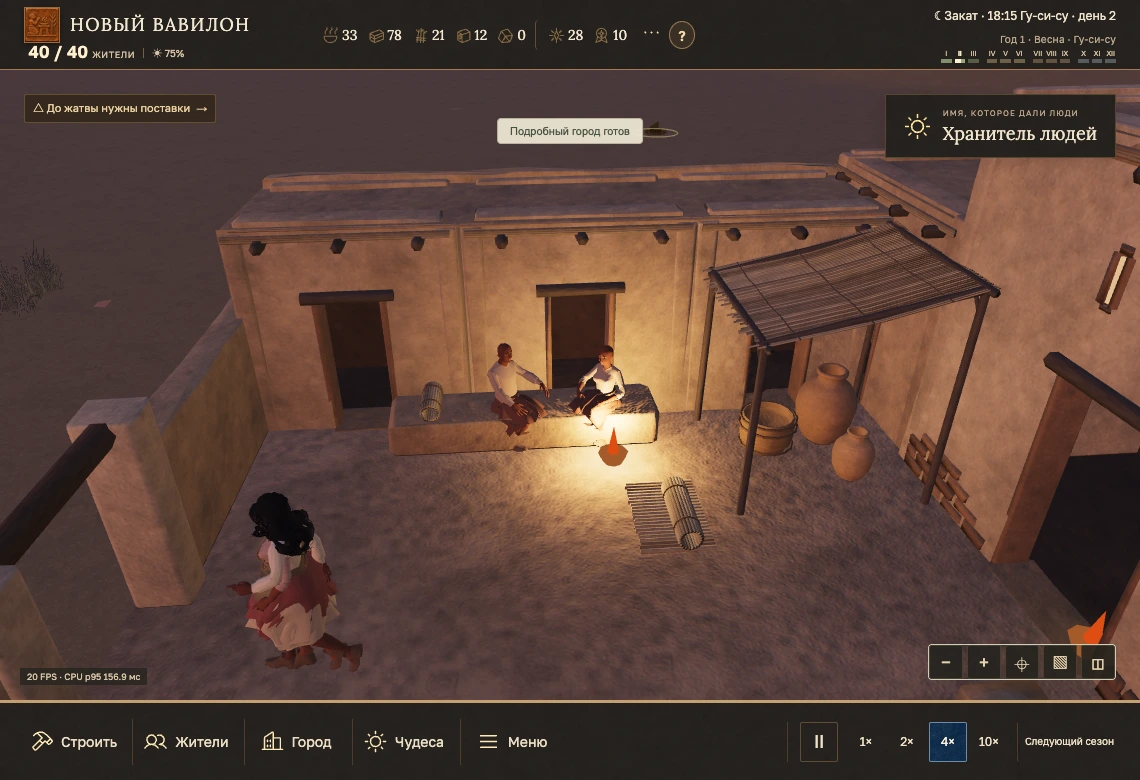 НОВЫЙ ВАВИЛОН
40 / 40 ЖИТЕЛИ 75%
33 78 21 12 0 28 10 ··· ?
Закат · 18:15 Гу-си-су · день 2
Год 1 · Весна · Гу-си-су
I II III IV V VI VII VIII IX X XI XII
До жатвы нужны поставки →
Подробный город готов
ИМЯ, КОТОРОЕ ДАЛИ ЛЮДИ
Хранитель людей
20 FPS · CPU p95 156.9 мс
Строить
Жители
Город
Чудеса
Меню
1×
2×
4×
10×
Следующий сезон